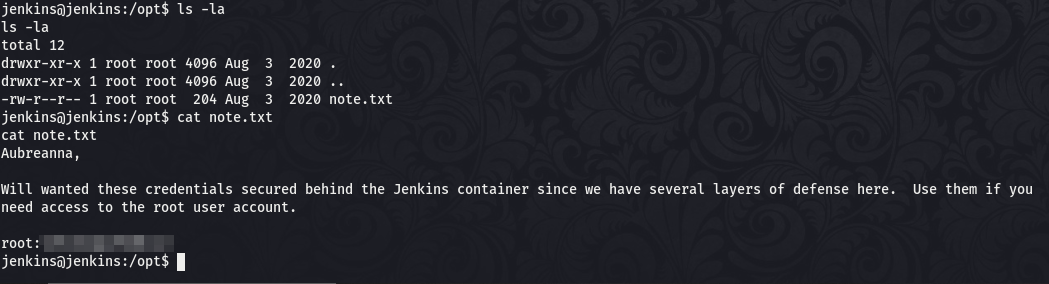 jenkins@jenkins:/opt$ ls -la
ls -la
total 12
drwxr-xr-x 1 root root 4096 Aug  3  2020 .
drwxr-xr-x 1 root root 4096 Aug  3  2020 ..
-rw-r--r-- 1 root root  204 Aug  3  2020 note.txt
jenkins@jenkins:/opt$ cat note.txt
cat note.txt
Aubreanna,

Will wanted these credentials secured behind the Jenkins container since we have several layers of defense here.  Use them if you
need access to the root user account.

root:
jenkins@jenkins:/opt$